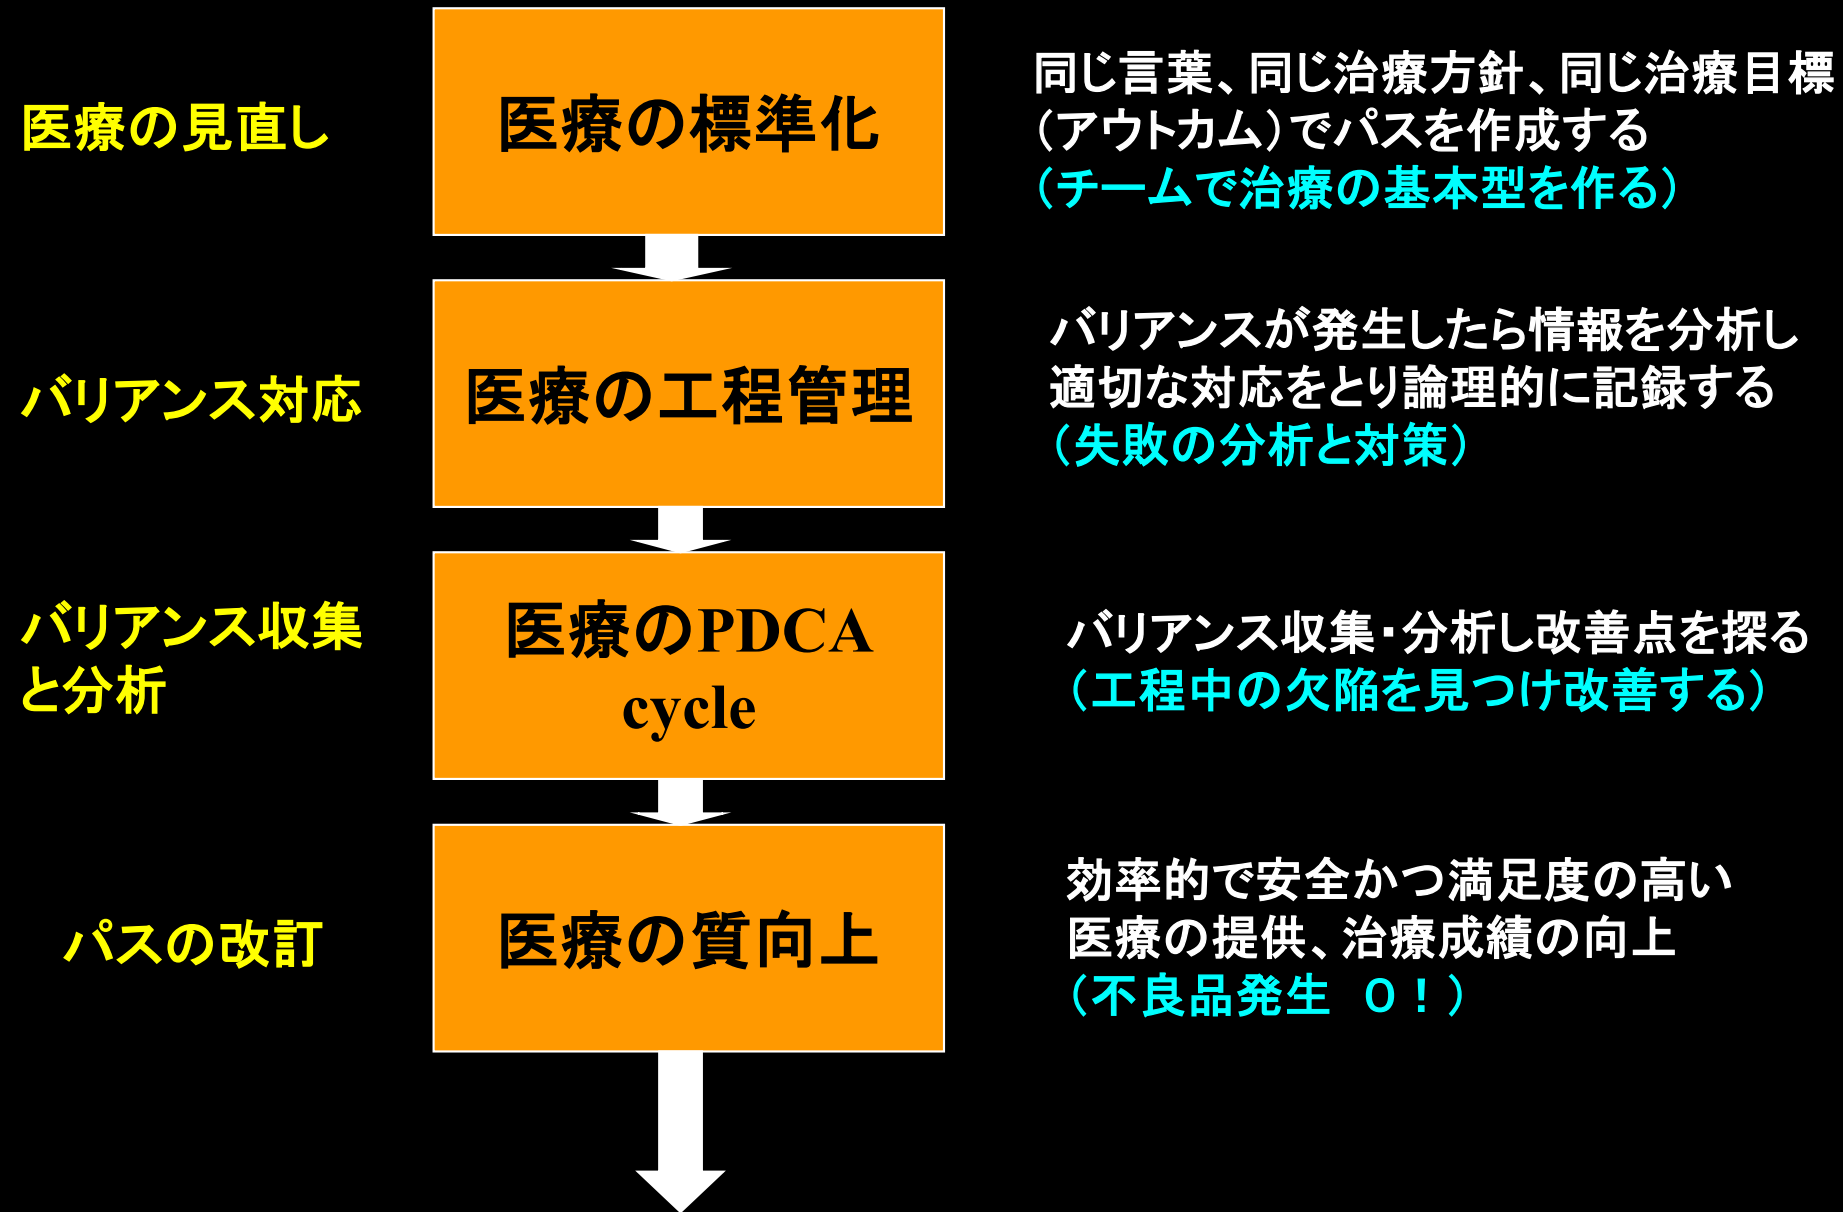 医療の見直し
医療の標準化
同じ言葉、同じ治療方針、同じ治療目標
（アウトカム）でパスを作成する
（チームで治療の基本型を作る）
バリアンス対応
医療の工程管理
バリアンスが発生したら情報を分析し
適切な対応をとり論理的に記録する
（失敗の分析と対策）
バリアンス収集
と分析
医療のPDCA
cycle
バリアンス収集・分析し改善点を探る
（工程中の欠陥を見つけ改善する）
パスの改訂
医療の質向上
効率的で安全かつ満足度の高い
医療の提供、治療成績の向上
（不良品発生　０！）